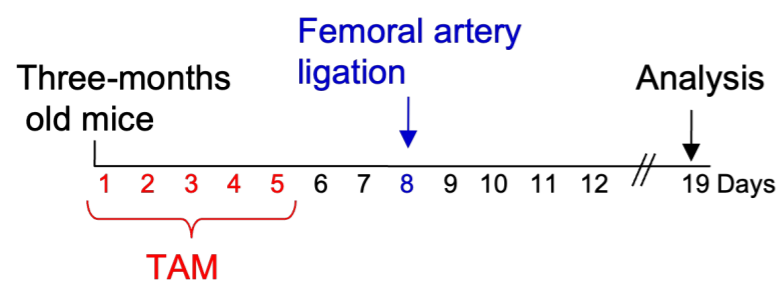 Femoral artery
ligation
Three-months
old mice
Analysis
1 2 3 4 5 6 7 8 9 10 11 12 // 19 Days
TAM